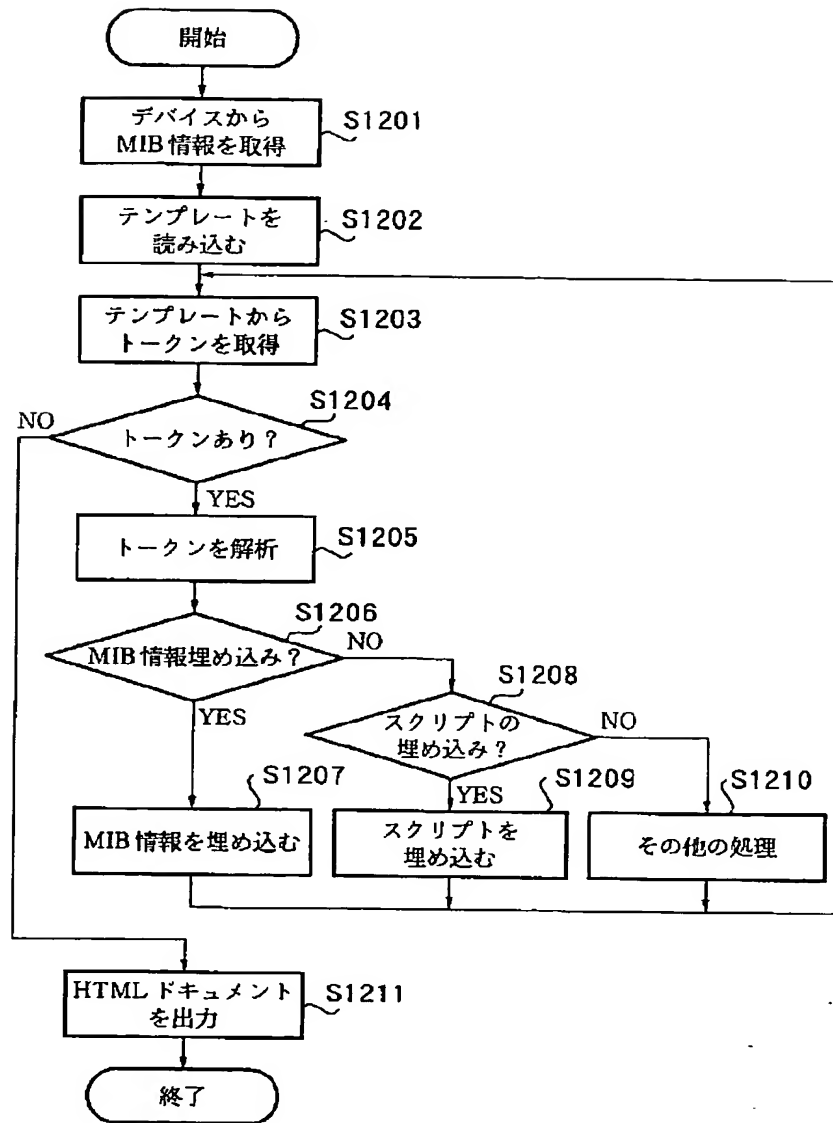 開始
デバイスから
MIB情報を取得
S1201
テンプレートを
読み込む
S1202
テンプレートから
トークンを取得
S1203
S1204
NO
トークンあり?
YES
トークンを解析
S1205
S1206
MIB情報埋め込み?
NO
YES
S1208
スクリプトの
埋め込み?
NO
YES
S1207
MIB情報を埋め込む
S1209
スクリプトを
埋め込む
S1210
その他の処理
HTMLドキュメント
を出力
S1211
終了